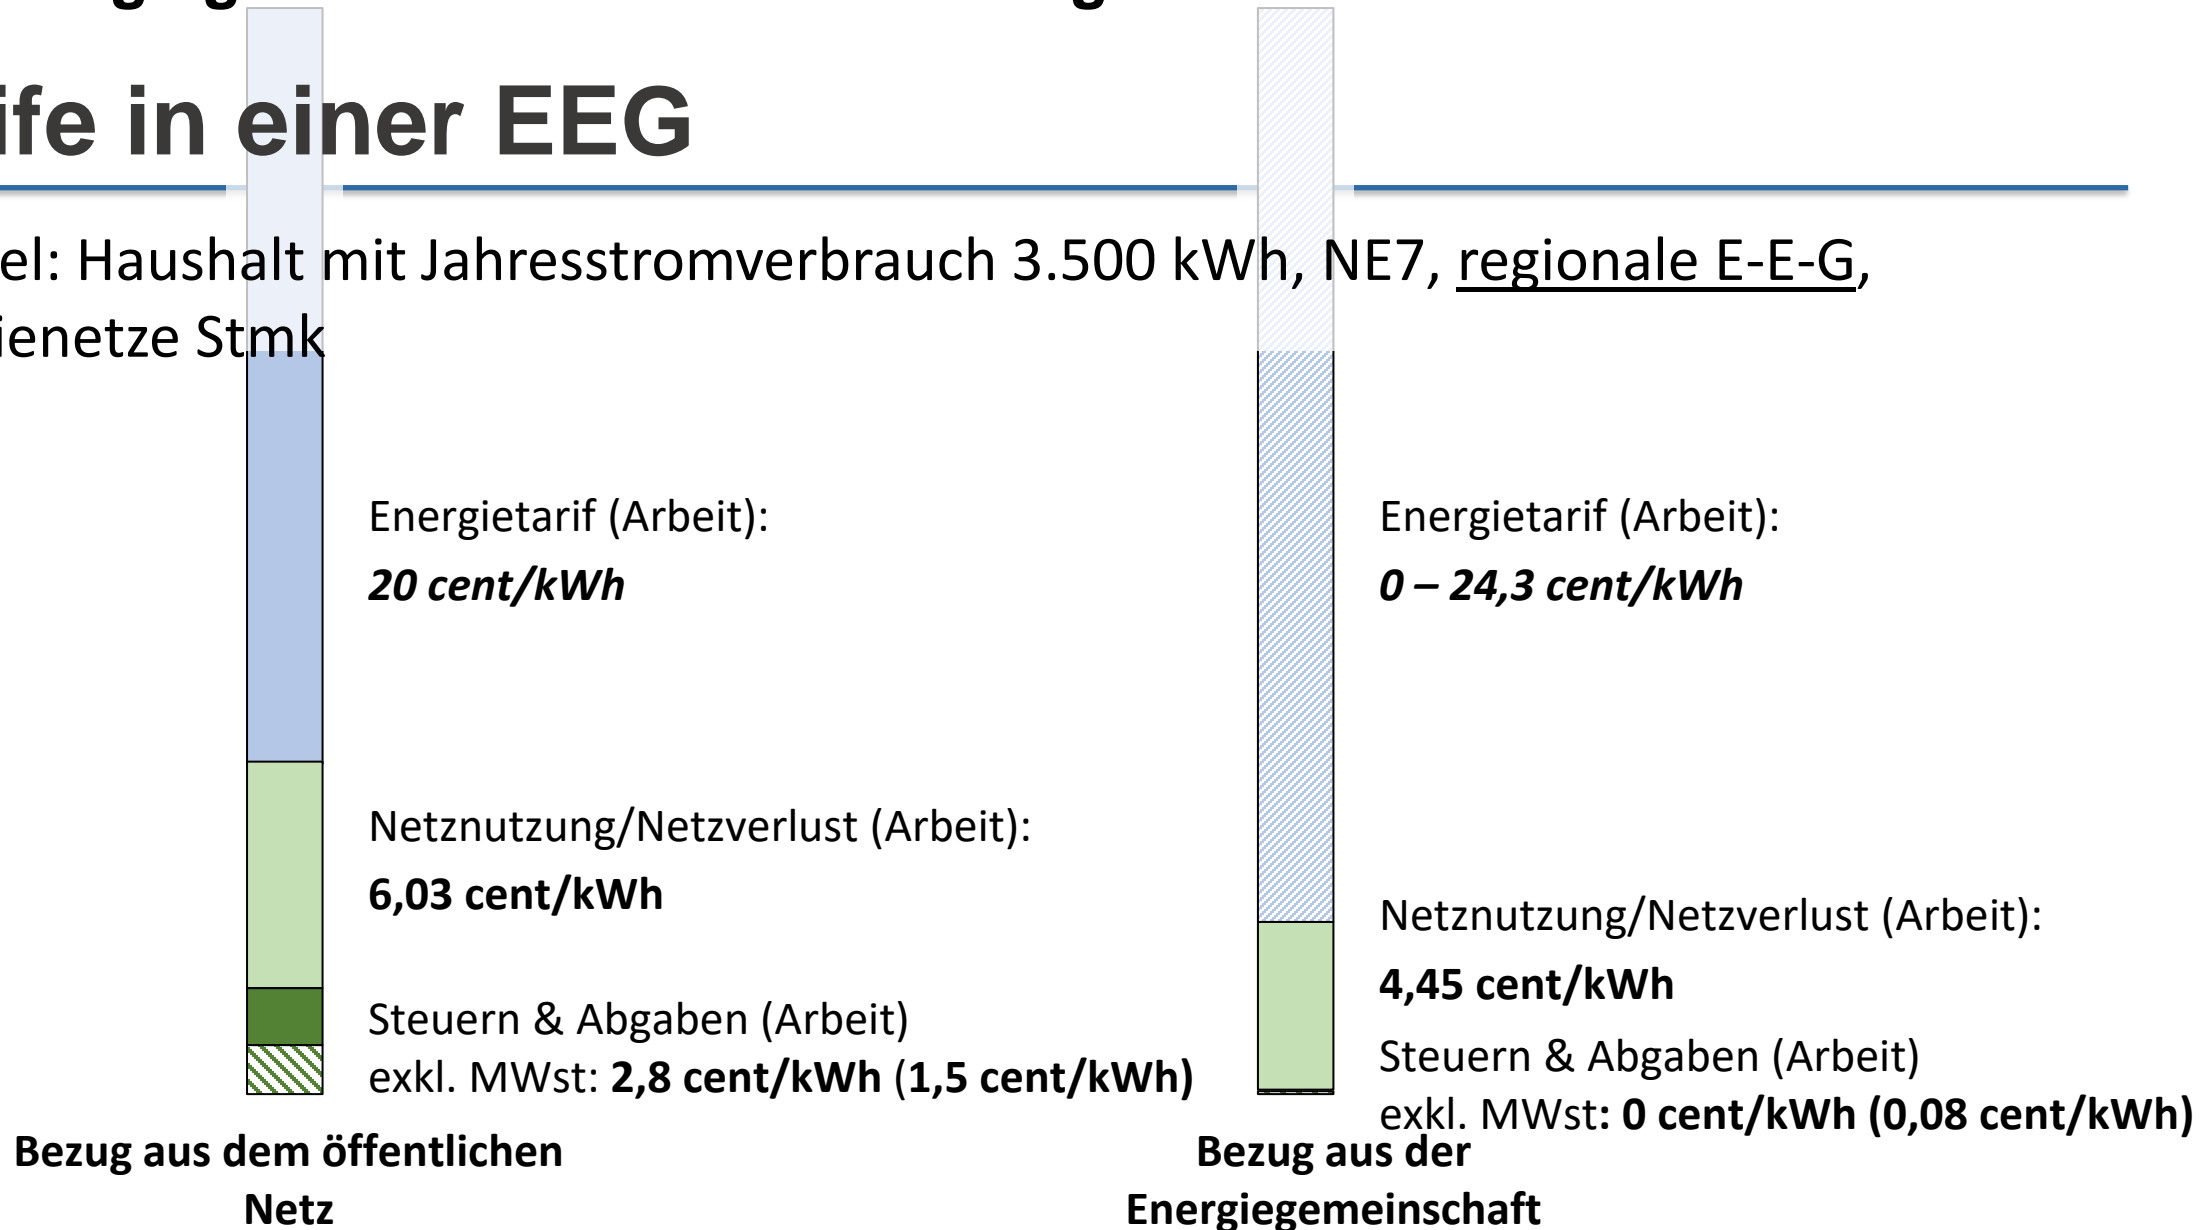 ife in einer EEG
el: Haushalt mit Jahresstromverbrauch 3.500 kWh, NE7, regionale E-E-G,
ienetze Stmk
Energietarif (Arbeit):
20 cent/kWh
Netznutzung/Netzverlust (Arbeit):
6,03 cent/kWh
Steuern & Abgaben (Arbeit)
exkl. MWst: 2,8 cent/kWh (1,5 cent/kWh)
Bezug aus dem öffentlichen
Netz
Energietarif (Arbeit):
0 – 24,3 cent/kWh
Netznutzung/Netzverlust (Arbeit):
4,45 cent/kWh
Steuern & Abgaben (Arbeit)
exkl. MWst: 0 cent/kWh (0,08 cent/kWh)
Bezug aus der
Energiegemeinschaft